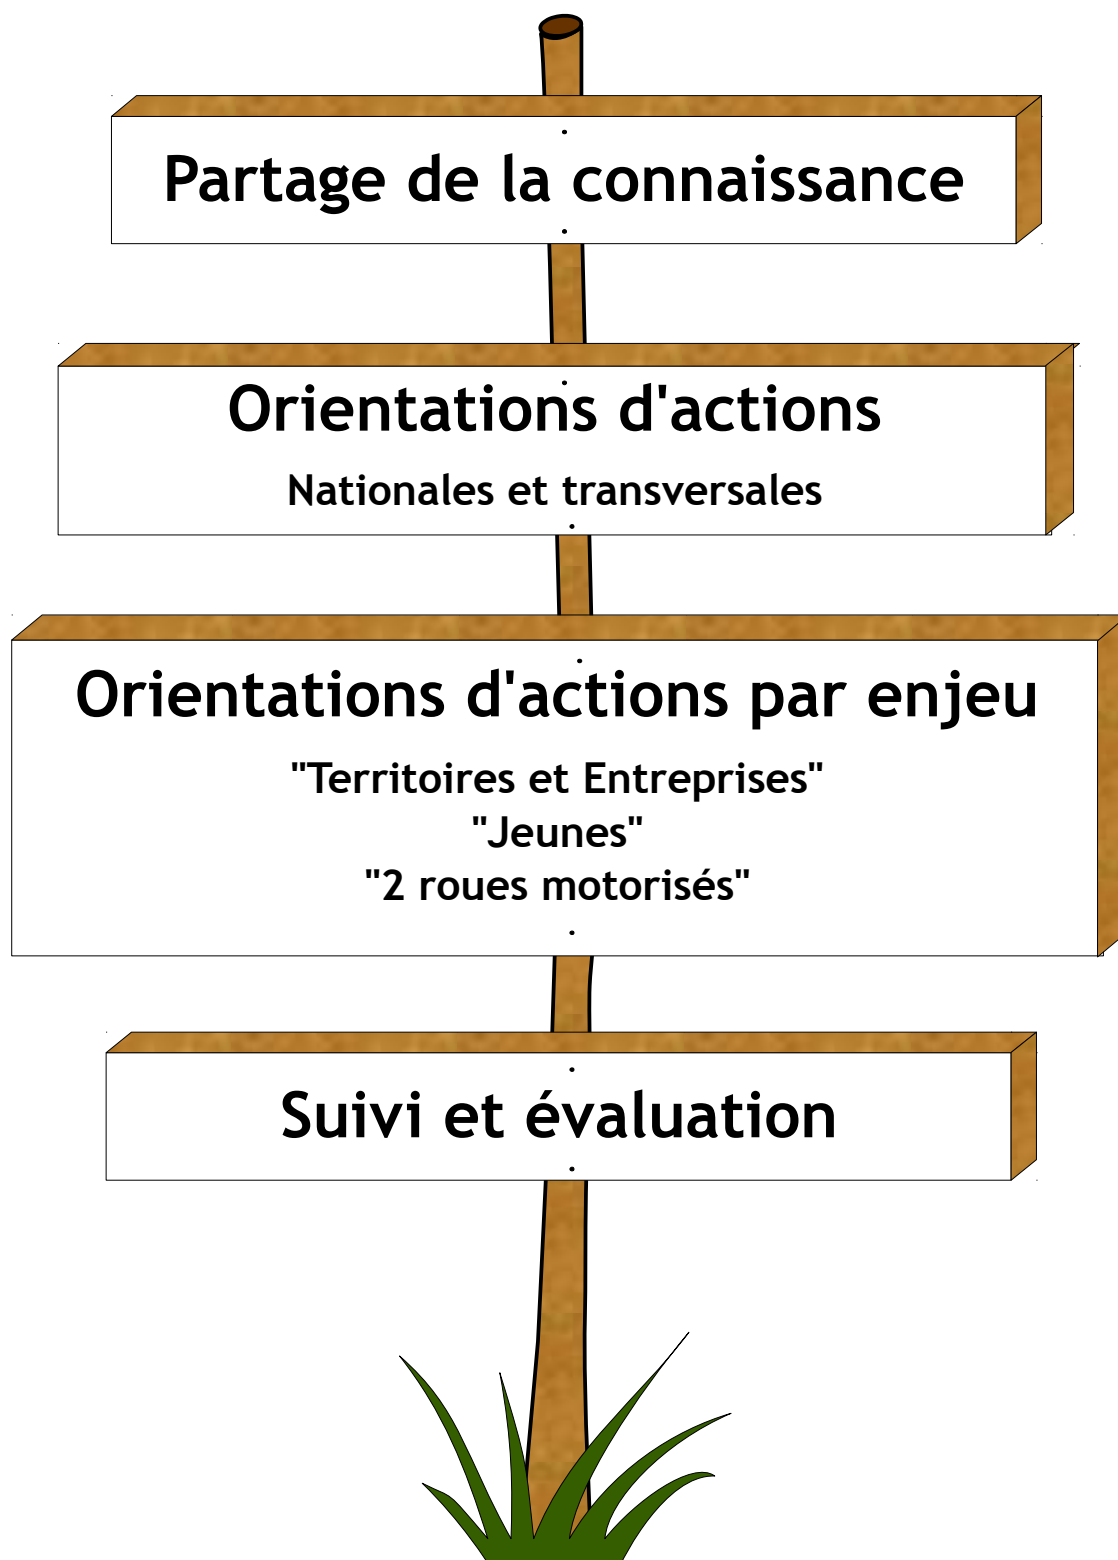 Partage de la connaissance
Orientations d'actions
Nationales et transversales
Orientations d'actions par enjeu
"Territoires et Entreprises"
"Jeunes"
"2 roues motorisés"
Suivi et évaluation